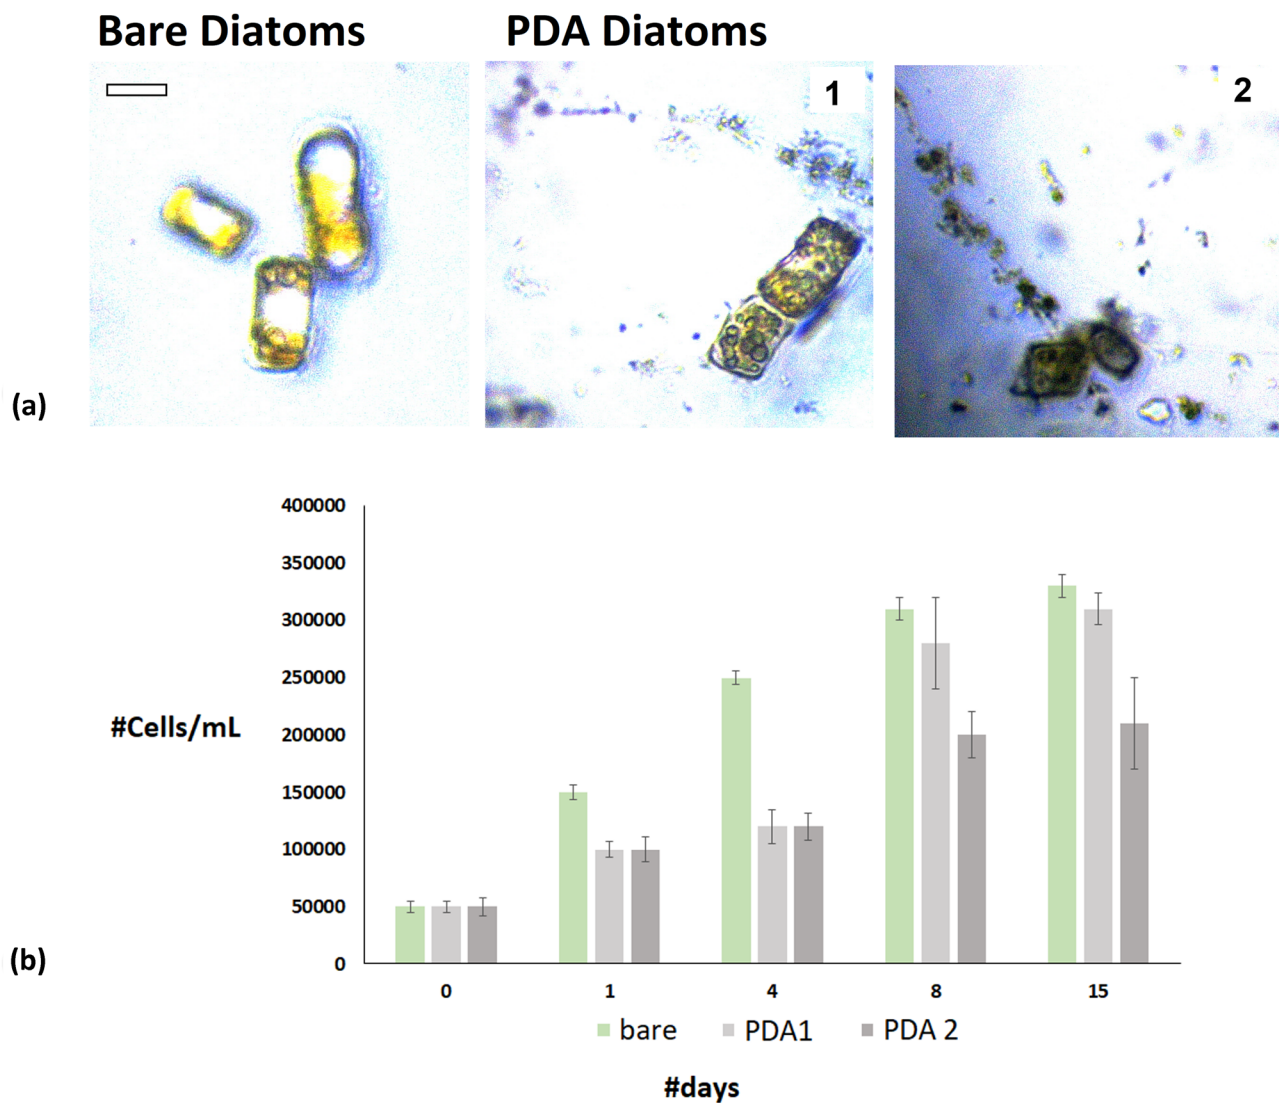 Bare Diatoms
PDA Diatoms
1
2
(a)
400000
350000
300000
250000
#Cells/mL
200000
150000
100000
50000
(b)
0
0 1 4 8 15
bare PDA1 PDA 2
#days